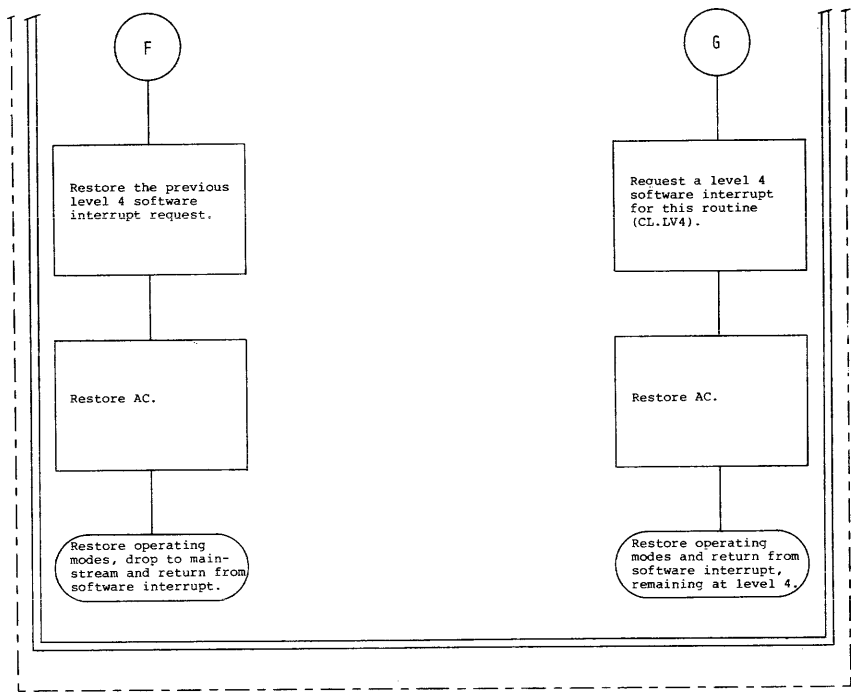 F
Restore the previous
level 4 software
interrupt request.
Restore AC.
Restore operating
modes, drop to main-
stream and return from
software interrupt.
G
Request a level 4
software interrupt
for this routine
(CL.LV4).
Restore AC.
Restore operating
modes and return from
software interrupt,
remaining at level 4.